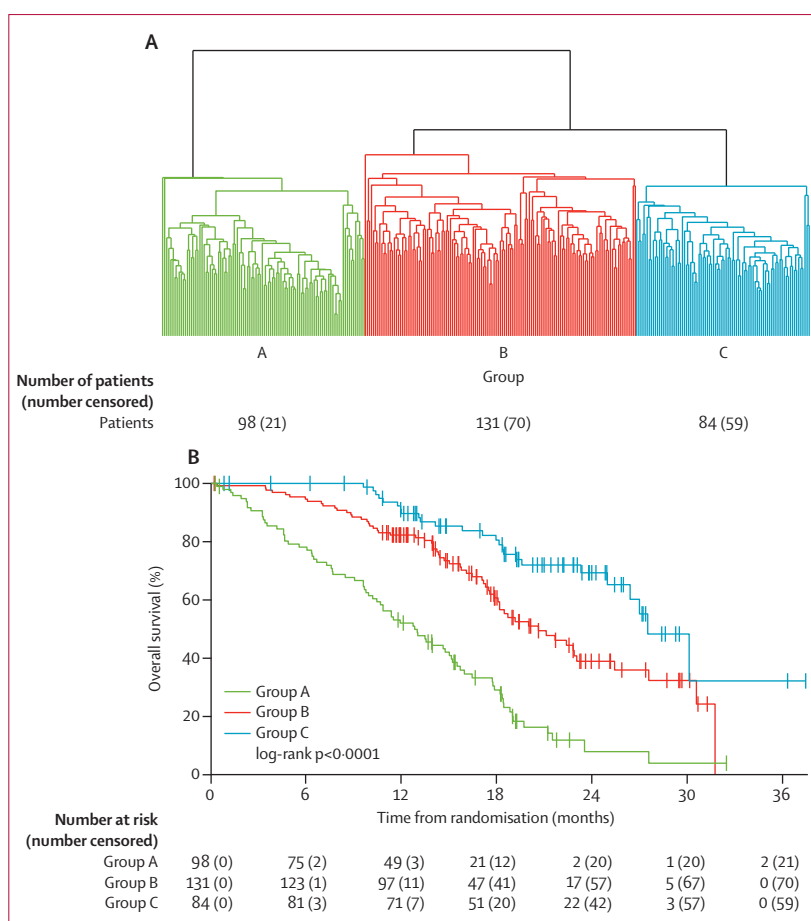 A
A B C
Group
Number of patients
(number censored)
Patients 98 (21) 131 (70) 84 (59)
B
100
80
60
40
20
0
Overall survival (%)
Group A
Group B
Group C
log-rank p<0·0001
0 6 12 18 24 30 36
Time from randomisation (months)
Number at risk
(number censored)
Group A 98 (0) 75 (2) 49 (3) 21 (12) 2 (20) 1 (20) 2 (21)
Group B 131 (0) 123 (1) 97 (11) 47 (41) 17 (57) 5 (67) 0 (70)
Group C 84 (0) 81 (3) 71 (7) 51 (20) 22 (42) 3 (57) 0 (59)